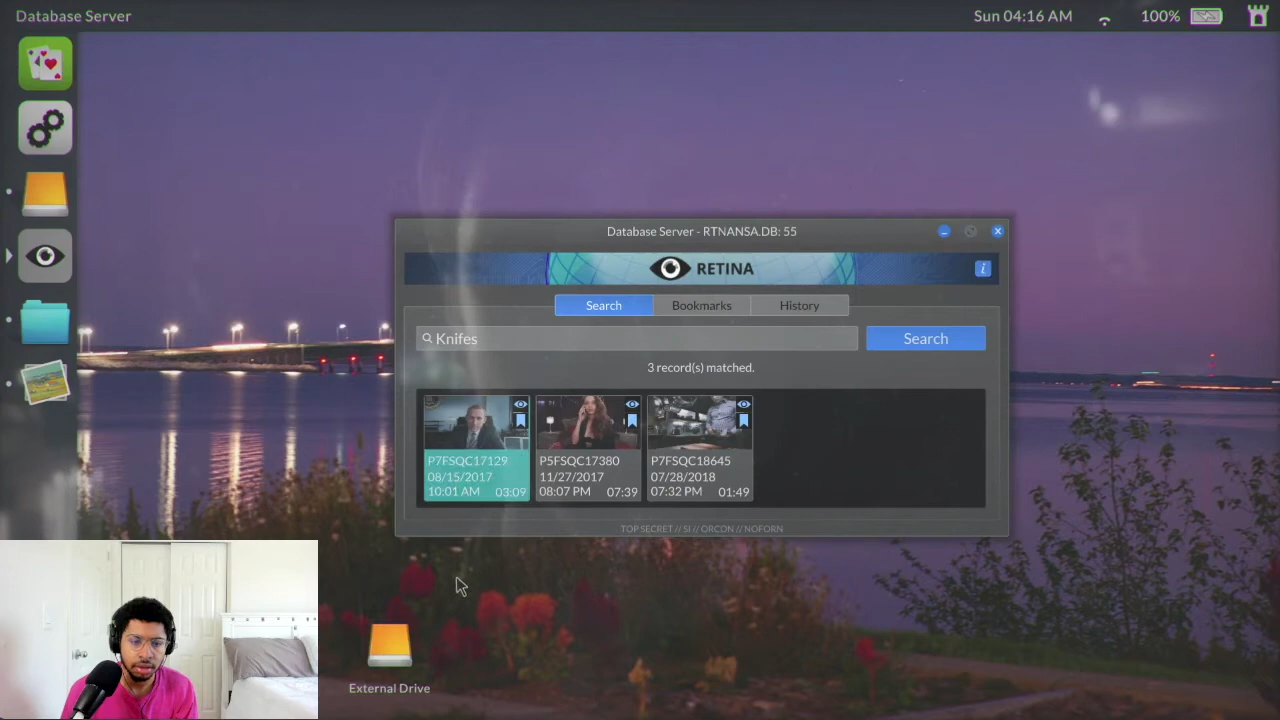 Database Server
Sun 04:16 AM
100%
Database Server - RTNANSA.DB: 55
RETINA
i
Search
Bookmarks
History
Knifes
Search
3 record(s) matched.
P7FSQC17129
08/15/2017
10:01 AM 03:09
P5FSQC17380
11/27/2017
08:07 PM 07:39
P7FSQC18645
07/28/2018
07:32 PM 01:49
TOP SECRET // SI // ORCON // NOFORN
External Drive